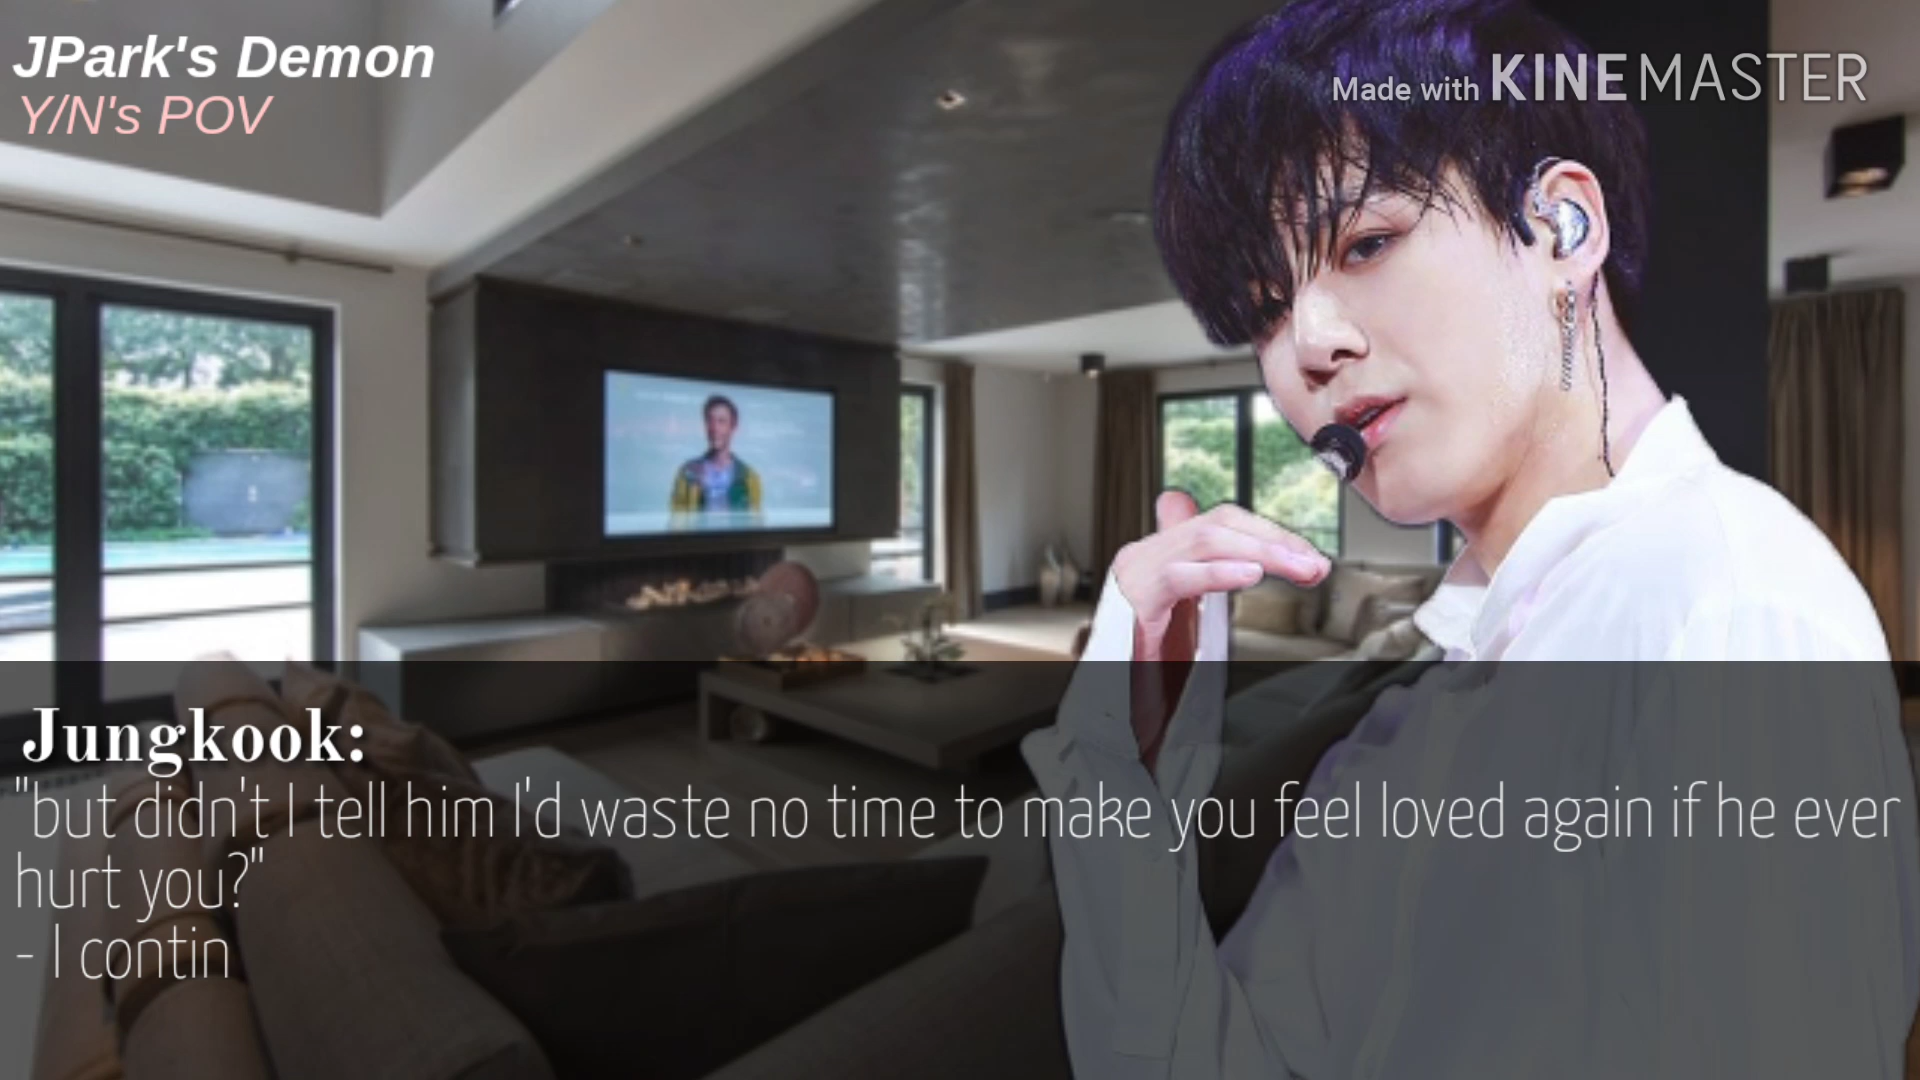 JPark's Demon
Y/N's POV
Made with KINEMASTER
Jungkook:
"but didn't I tell him I'd waste no time to make you feel loved again if he ever
hurt you?"
- I contin